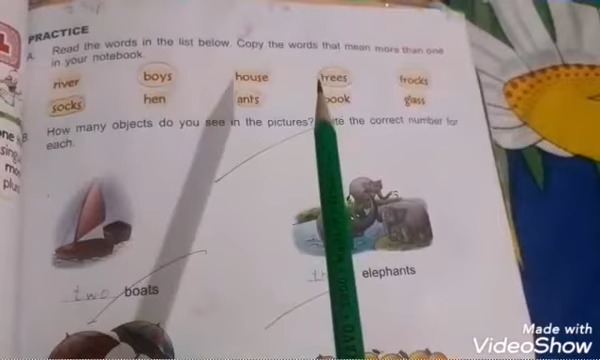 PRACTICE
A. Read the words in the list below. Copy the words that mean more than one
in your notebook.
river boys house trees frocks
socks hen ants book glass
B How many objects do you see in the pictures? the correct number for
each.
two boats elephants
Made with
VideoShow